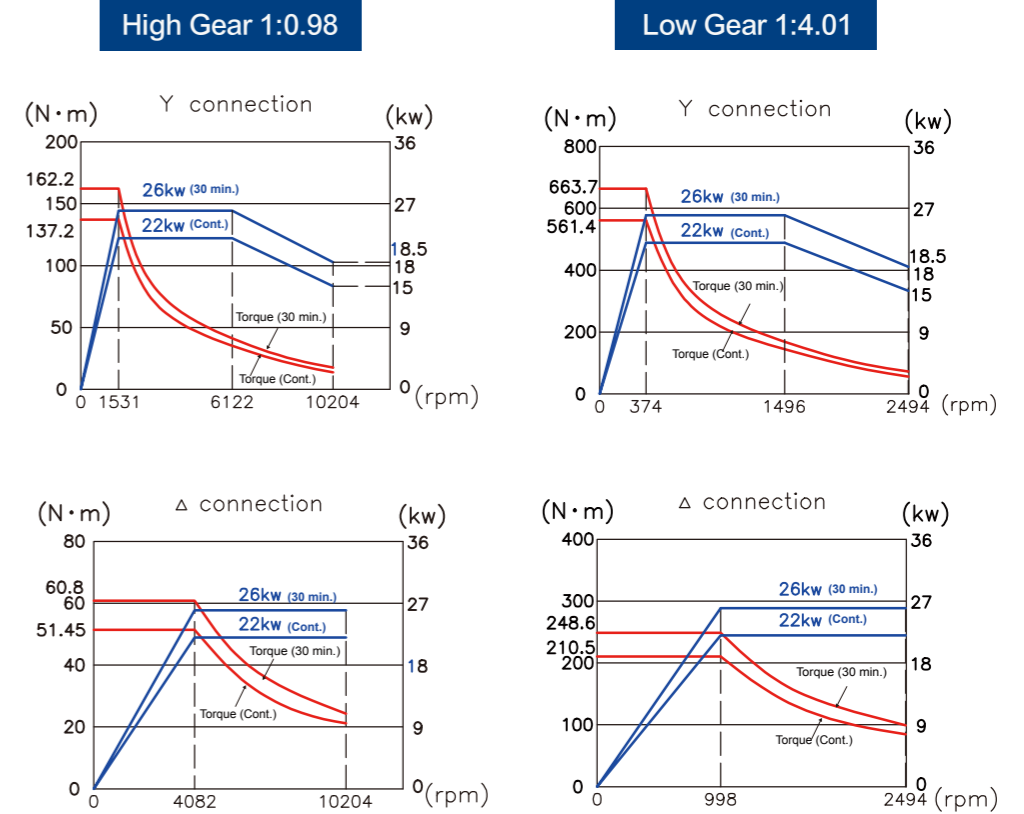 High Gear 1:0.98
Low Gear 1:4.01
Y connection
(N·m)
(kw)
200
162.2
150
137.2
100
50
0
36
27
18.5
18
15
9
0
26kw (30 min.)
22kw (Cont.)
Torque (30 min.)
Torque (Cont.)
0 1531 6122 10204 (rpm)
Y connection
(N·m)
(kw)
800
663.7
600
561.4
400
200
0
36
27
18.5
18
15
9
0
26kw (30 min.)
22kw (Cont.)
Torque (30 min.)
Torque (Cont.)
0 374 1496 2494 (rpm)
Δ connection
(N·m)
(kw)
80
60.8
60
51.45
40
20
0
36
27
18
9
0
26kw (30 min.)
22kw (Cont.)
Torque (30 min.)
Torque (Cont.)
0 4082 10204 (rpm)
Δ connection
(N·m)
(kw)
400
300
248.6
210.5
200
100
0
36
27
18
9
0
26kw (30 min.)
22kw (Cont.)
Torque (30 min.)
Torque (Cont.)
0 998 2494 (rpm)